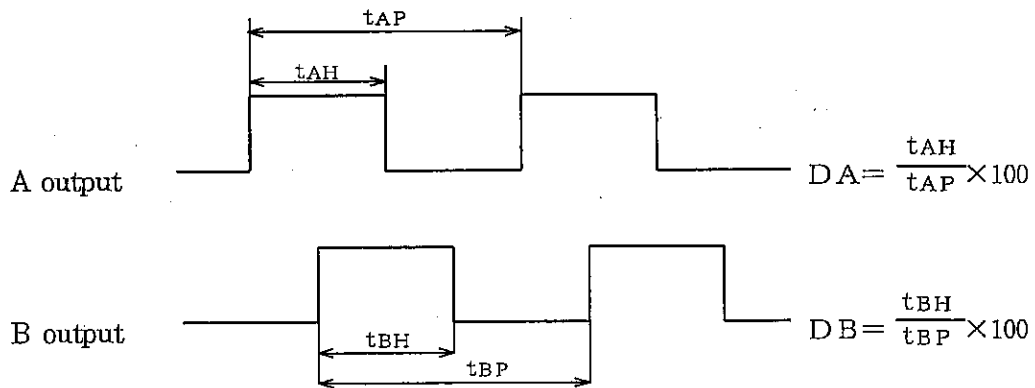 tAP
tAH
A output
DA= tAH/tAP ×100
B output
tBH
tBP
DB= tBH/tBP ×100